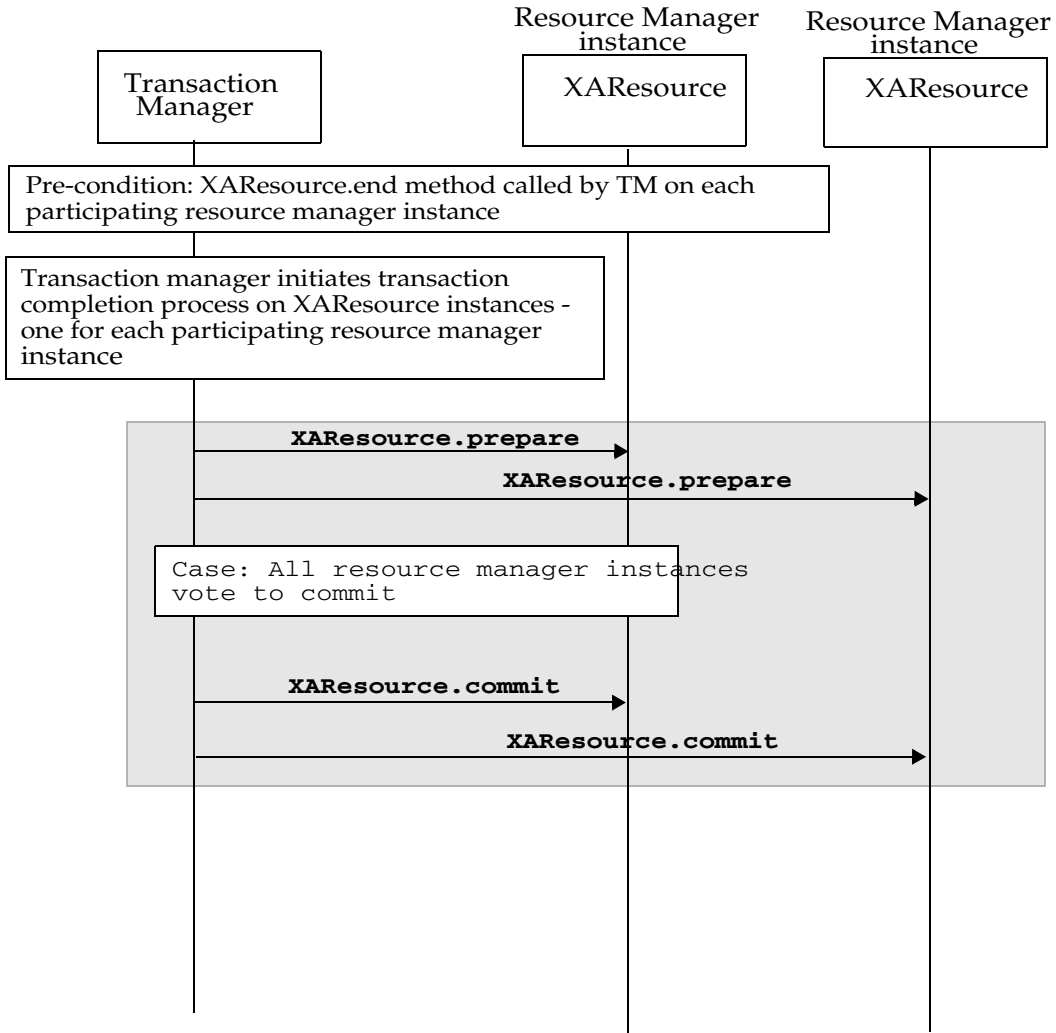 Resource Manager
instance
Resource Manager
instance
Transaction
Manager
XAResource
XAResource
Pre-condition: XAResource.end method called by TM on each
participating resource manager instance
Transaction manager initiates transaction
completion process on XAResource instances -
one for each participating resource manager
instance
XAResource.prepare
XAResource.prepare
Case: All resource manager instances
vote to commit
XAResource.commit
XAResource.commit